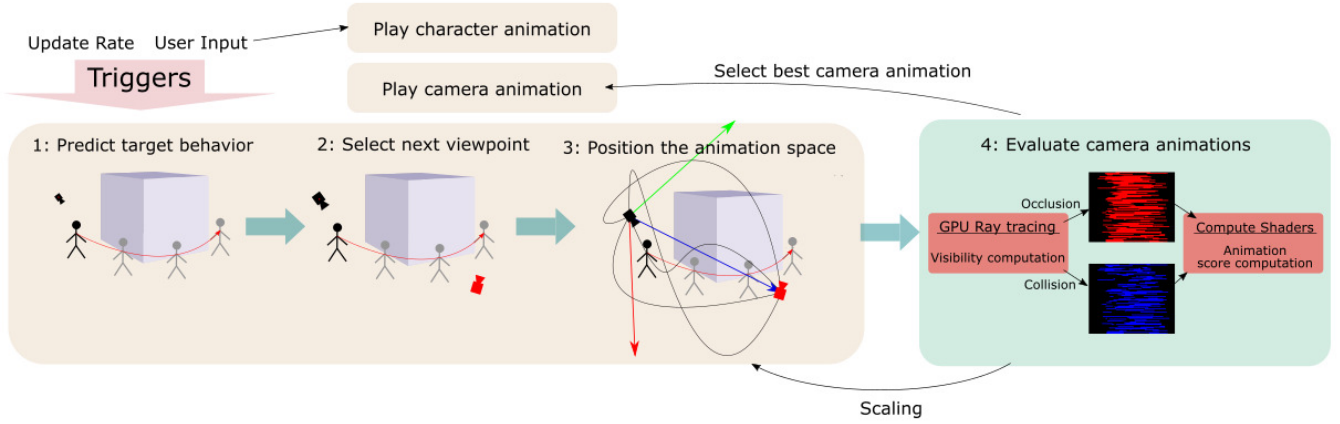 Update Rate
User Input
Triggers
Play character animation
Play camera animation
Select best camera animation
1: Predict target behavior
2: Select next viewpoint
3: Position the animation space
4: Evaluate camera animations
GPU Ray tracing
Visibility computation
Occlusion
Collision
Compute Shaders
Animation
score computation
Scaling